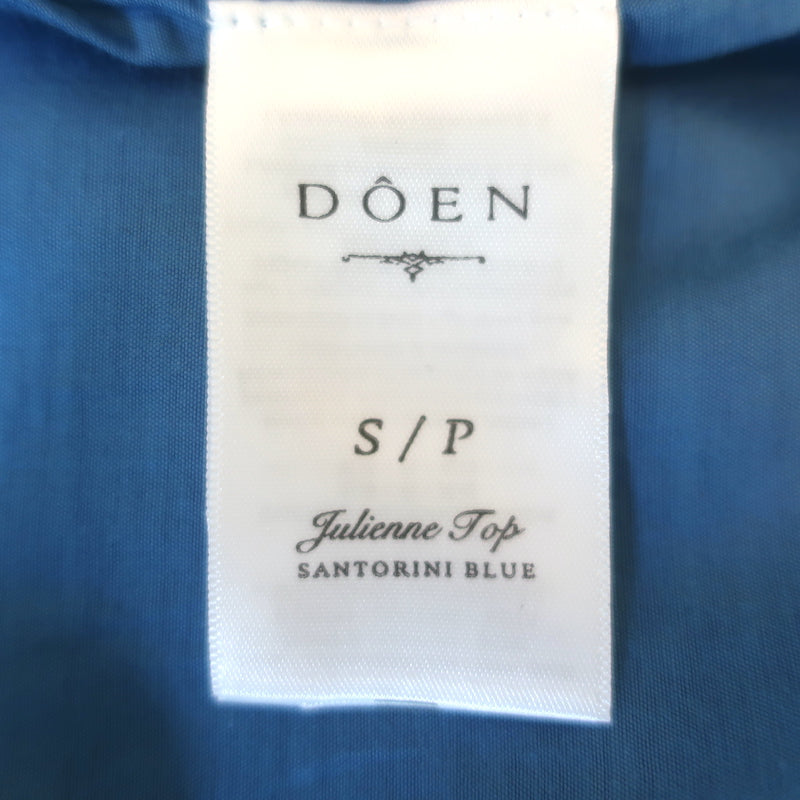 DÔEN
S / P
Julienne Top
SANTORINI BLUE